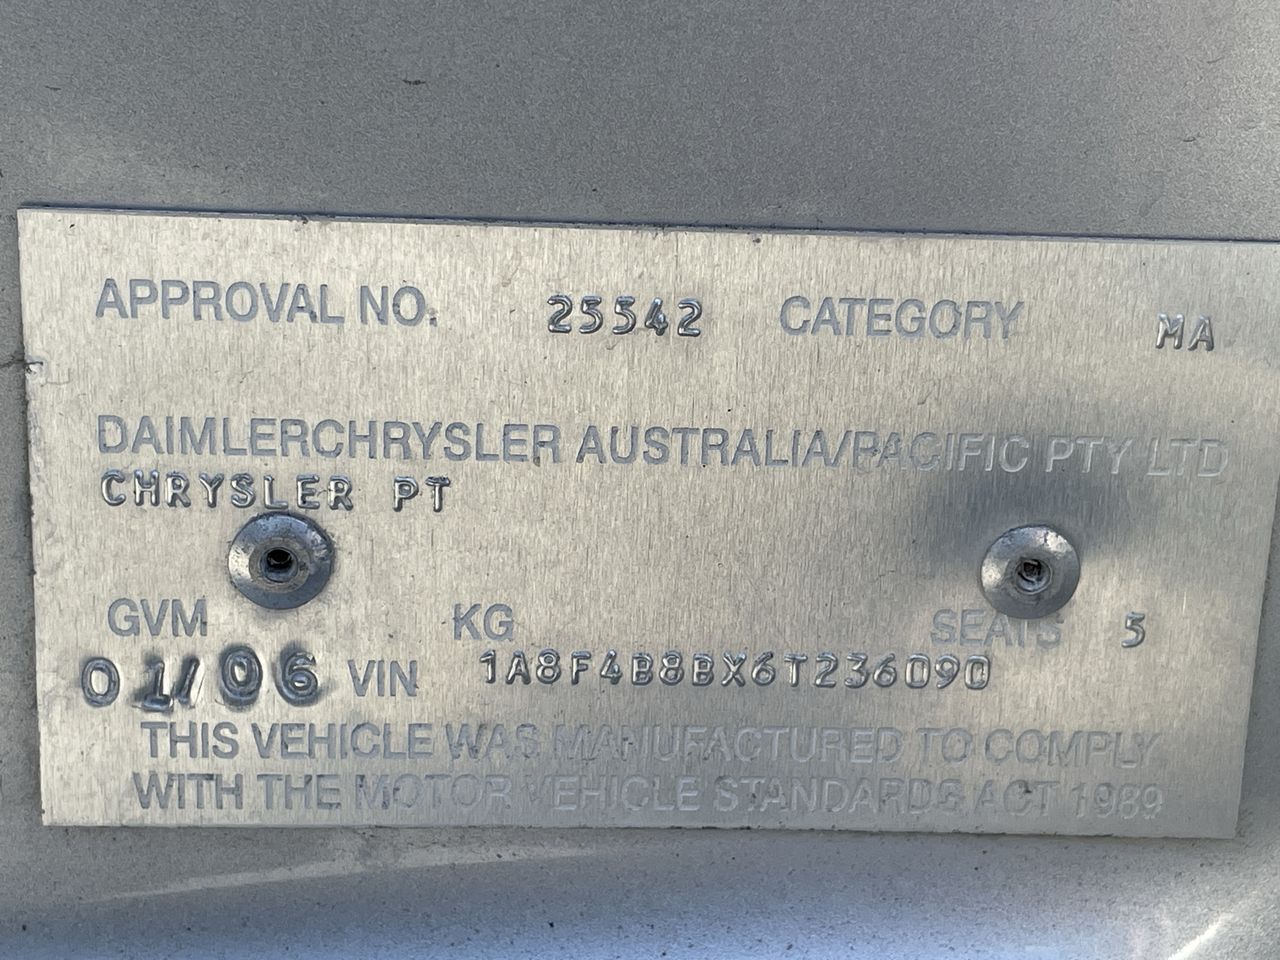 APPROVAL NO. 25542 CATEGORY MA
DAIMLERCHRYSLER AUSTRALIA/PACIFIC PTY LTD
CHRYSLER PT
GVM KG SEATS 5
01/06 VIN 1A8F4B8BX6T236090
THIS VEHICLE WAS MANUFACTURED TO COMPLY
WITH THE MOTOR VEHICLE STANDARDS ACT 1989